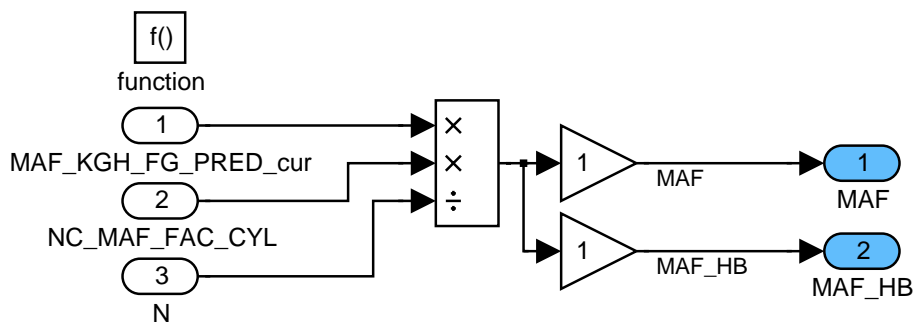 f()
function
1
MAF_KGH_FG_PRED_cur
2
NC_MAF_FAC_CYL
3
N
×
×
÷
1
MAF
1
MAF
1
MAF_HB
2
MAF_HB